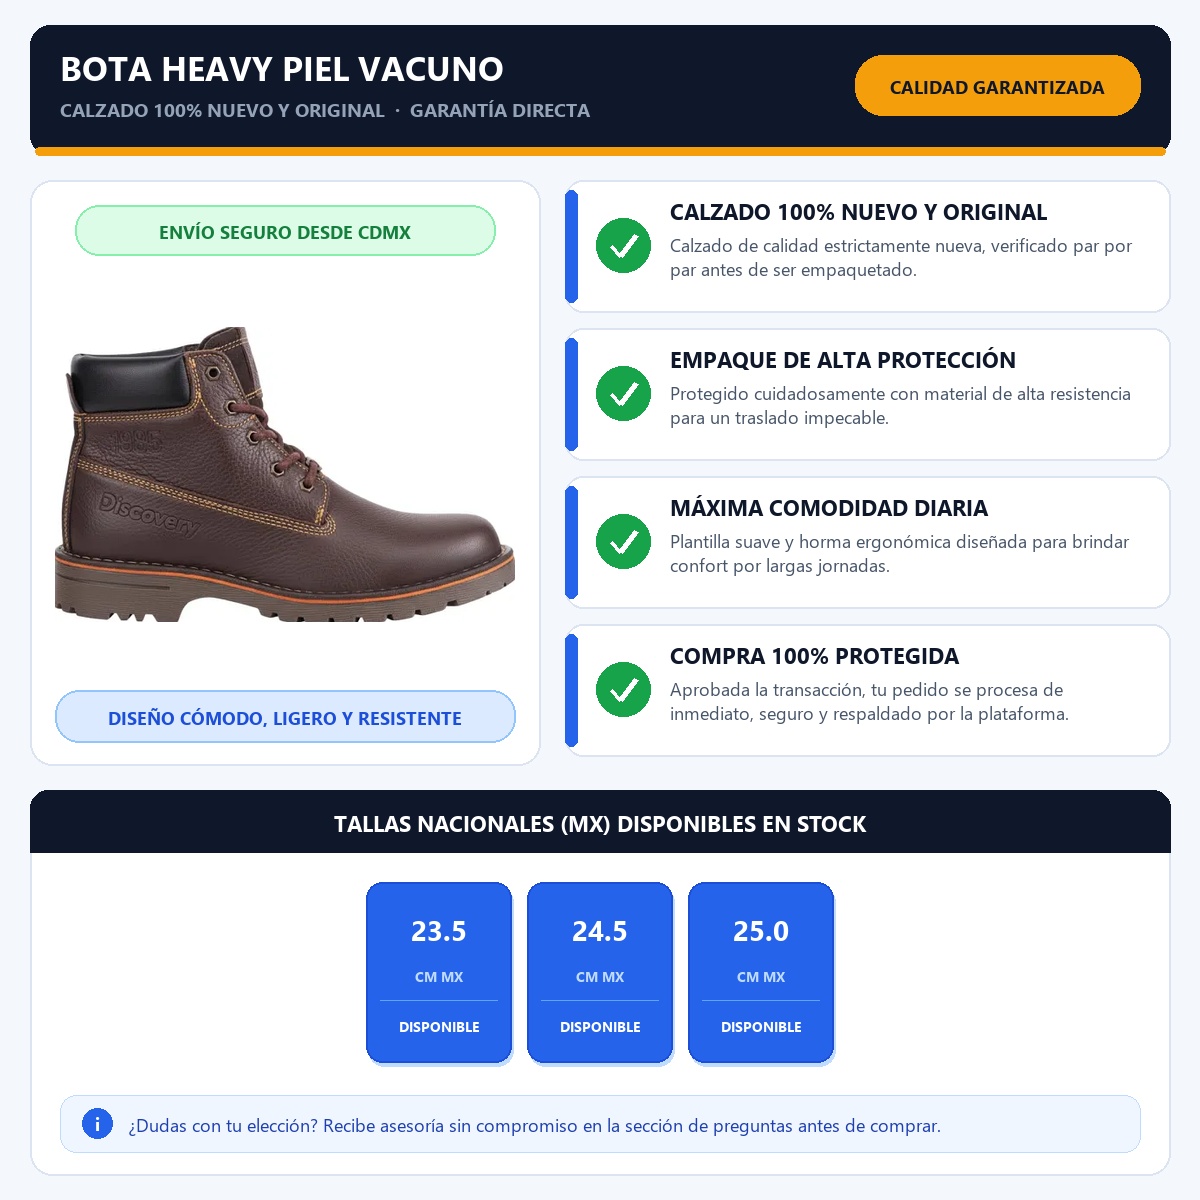 BOTA HEAVY PIEL VACUNO
CALZADO 100% NUEVO Y ORIGINAL · GARANTÍA DIRECTA
CALIDAD GARANTIZADA
ENVÍO SEGURO DESDE CDMX
Discovery
DISEÑO CÓMODO, LIGERO Y RESISTENTE
CALZADO 100% NUEVO Y ORIGINAL
Calzado de calidad estrictamente nueva, verificado par por
par antes de ser empaquetado.
EMPAQUE DE ALTA PROTECCIÓN
Protegido cuidadosamente con material de alta resistencia
para un traslado impecable.
MÁXIMA COMODIDAD DIARIA
Plantilla suave y horma ergonómica diseñada para brindar
confort por largas jornadas.
COMPRA 100% PROTEGIDA
Aprobada la transacción, tu pedido se procesa de
inmediato, seguro y respaldado por la plataforma.
TALLAS NACIONALES (MX) DISPONIBLES EN STOCK
23.5
CM MX
DISPONIBLE
24.5
CM MX
DISPONIBLE
25.0
CM MX
DISPONIBLE
¿Dudas con tu elección? Recibe asesoría sin compromiso en la sección de preguntas antes de comprar.